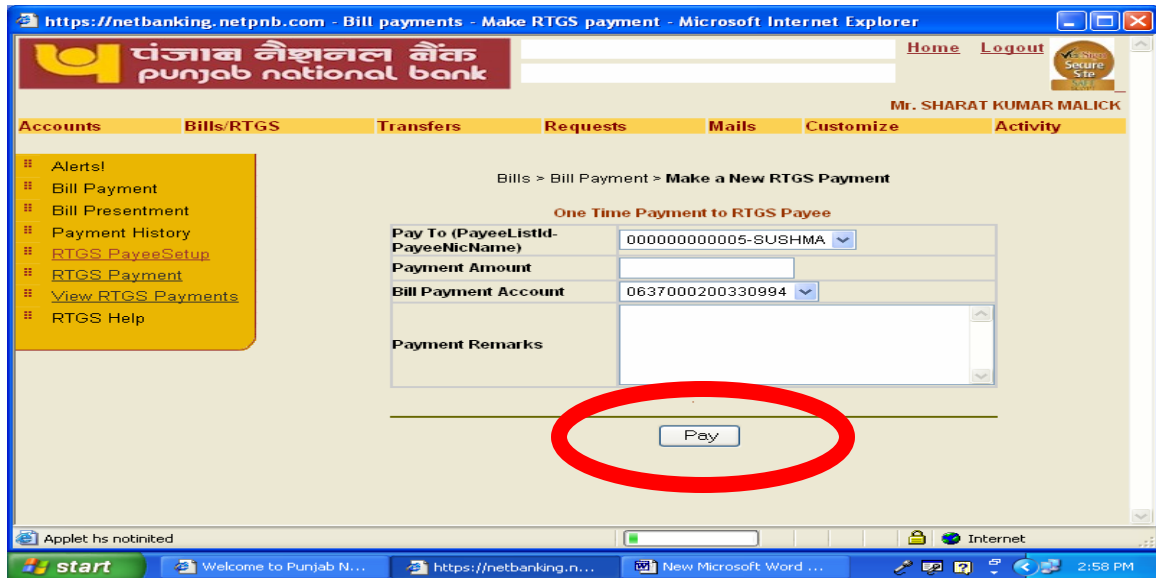 https://netbanking.netpnb.com - Bill payments - Make RTGS payment - Microsoft Internet Explorer
पंजाब नैशनल बैंक
punjab national bank
Home Logout
Secure
Site
Mr. SHARAT KUMAR MALICK
Accounts Bills/RTGS Transfers Requests Mails Customize Activity
Alerts!
Bill Payment
Bill Presentment
Payment History
RTGS PayeeSetup
RTGS Payment
View RTGS Payments
RTGS Help
Bills > Bill Payment > Make a New RTGS Payment
One Time Payment to RTGS Payee
Pay To (PayeeListId-
PayeeNicName)
000000000005-SUSHMA
Payment Amount
Bill Payment Account 0637000200330994
Payment Remarks
Pay
Applet hs notinited
Internet
start Welcome to Punjab N... https://netbanking.n... New Microsoft Word ... 2:58 PM